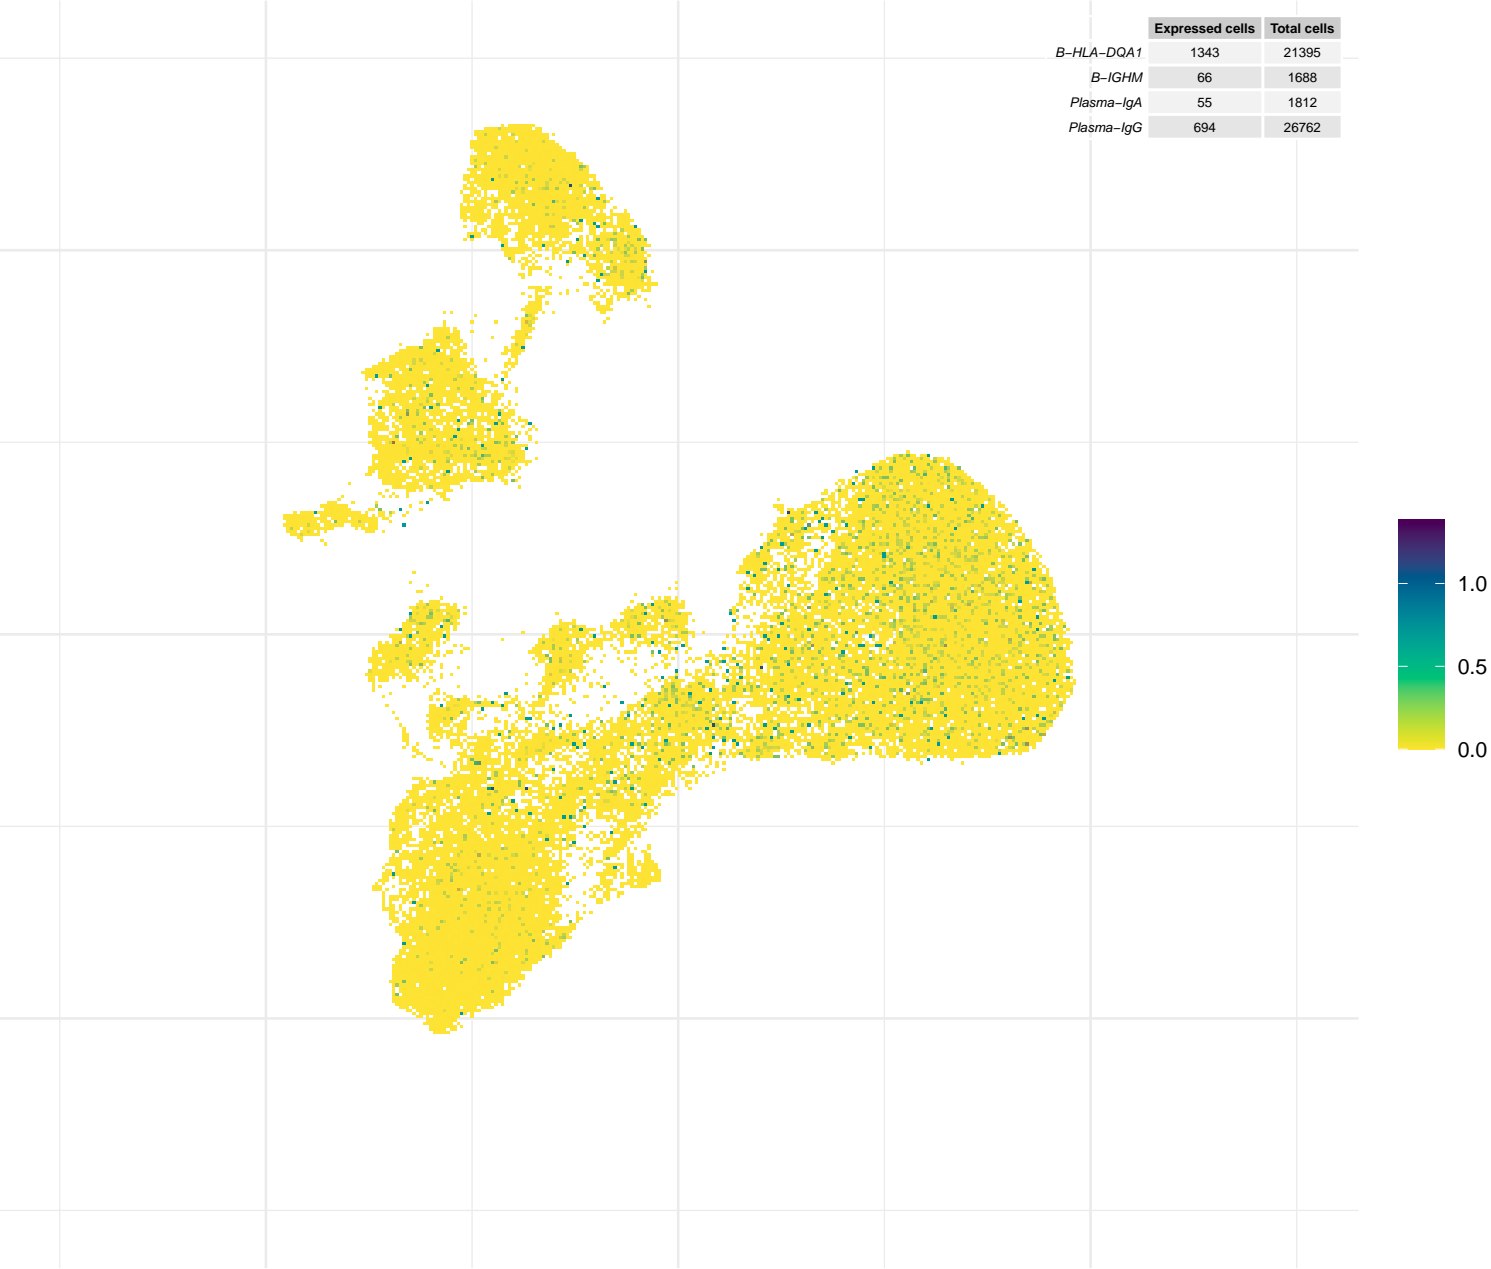 Expressed cells Total cells
B−HLA−DQA1 1343 21395
B−IGHM 66 1688
Plasma−IgA 55 1812
Plasma−IgG 694 26762
1.0
0.5
0.0